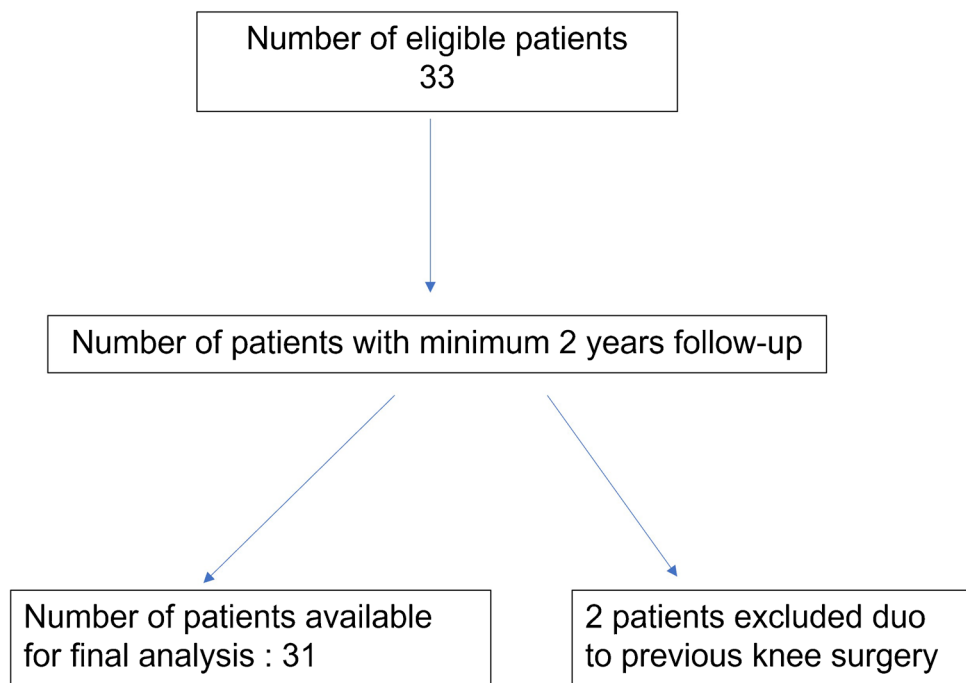 Number of eligible patients
33
Number of patients with minimum 2 years follow-up
Number of patients available
for final analysis : 31
2 patients excluded duo
to previous knee surgery